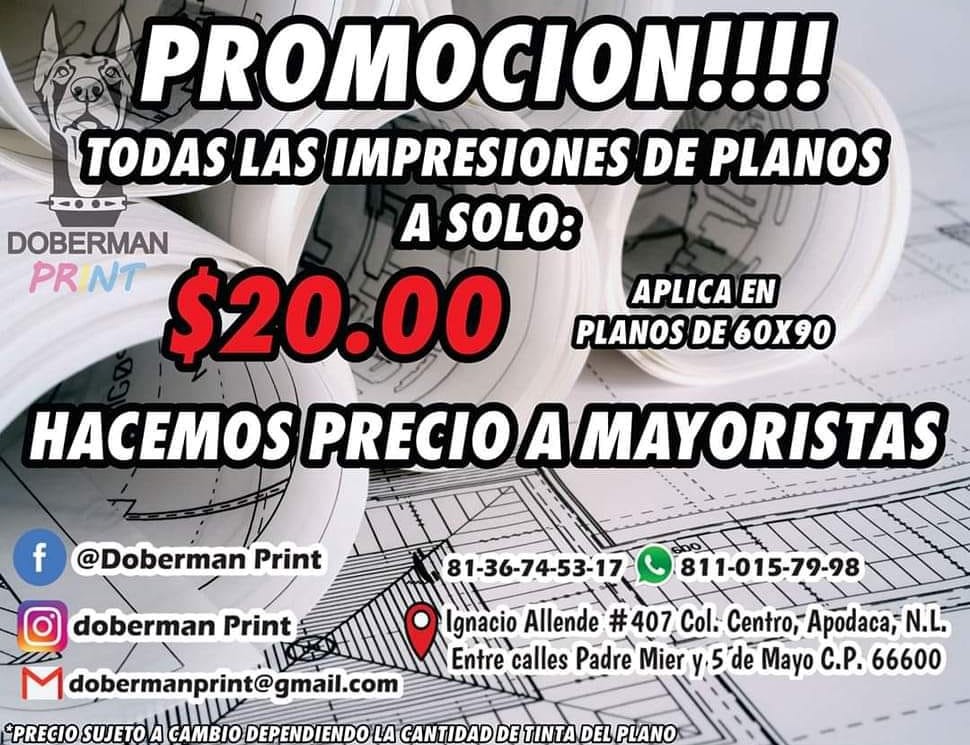 PROMOCION!!!!
TODAS LAS IMPRESIONES DE PLANOS
A SOLO:
DOBERMAN
PRINT
$20.00
APLICA EN
PLANOS DE 60X90
HACEMOS PRECIO A MAYORISTAS
@Doberman Print
81-36-74-53-17 811-015-79-98
doberman Print
Ignacio Allende #407 Col. Centro, Apodaca, N.L.
Entre calles Padre Mier y 5 de Mayo C.P. 66600
dobermanprint@gmail.com
*PRECIO SUJETO A CAMBIO DEPENDIENDO LA CANTIDAD DE TINTA DEL PLANO